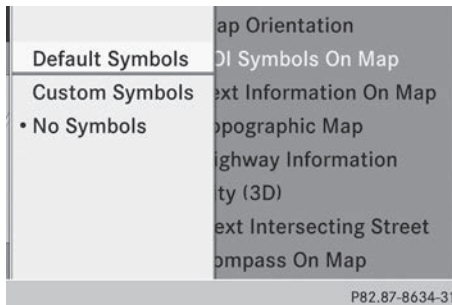 ap Orientation
Default Symbols OI Symbols On Map
Custom Symbols ext Information On Map
• No Symbols opographic Map
ighway Information
ity (3D)
ext Intersecting Street
ompass On Map
P82.87-8634-31